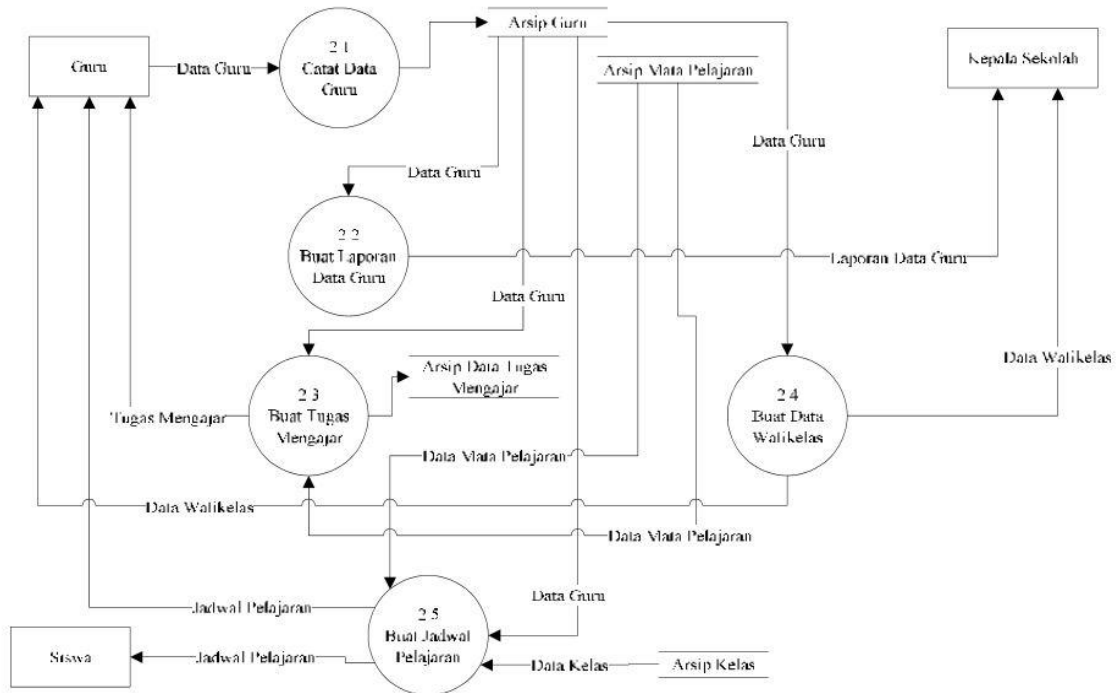 Guru
Data Guru
2.1
Catat Data
Guru
Arsip Guru
Arsip Mata Pelajaran
Kepala Sekolah
Data Guru
Data Guru
2.2
Buat Laporan
Data Guru
Laporan Data Guru
Data Guru
Data Walikelas
Arsip Data Tugas
Mengajar
2.3
Buat Tugas
Mengajar
Tugas Mengajar
2.4
Buat Data
Walikelas
Data Mata Pelajaran
Data Walikelas
Data Mata Pelajaran
Data Guru
2.5
Buat Jadwal
Pelajaran
Jadwal Pelajaran
Siswa
Jadwal Pelajaran
Data Kelas
Arsip Kelas